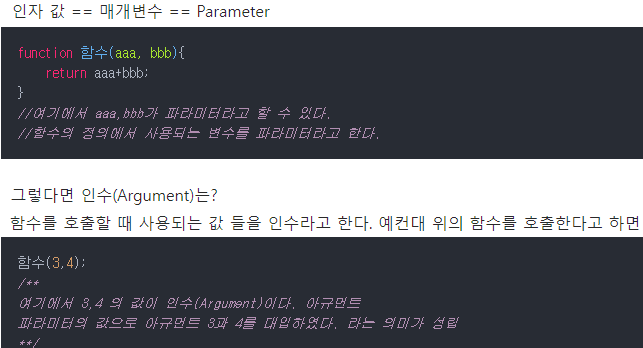 인자 값 == 매개변수 == Parameter
function 함수(aaa, bbb){
    return aaa+bbb;
}
//여기에서 aaa,bbb가 파라미터라고 할 수 있다.
//함수의 정의에서 사용되는 변수를 파라미터라고 한다.
그렇다면 인수(Argument)는?
함수를 호출할 때 사용되는 값 들을 인수라고 한다. 예컨대 위의 함수를 호출한다고 하면
함수(3,4);
/**
여기에서 3,4 의 값이 인수(Argument)이다. 아규먼트
파라미터의 값으로 아규먼트 3과 4를 대입하였다. 라는 의미가 성립
**/